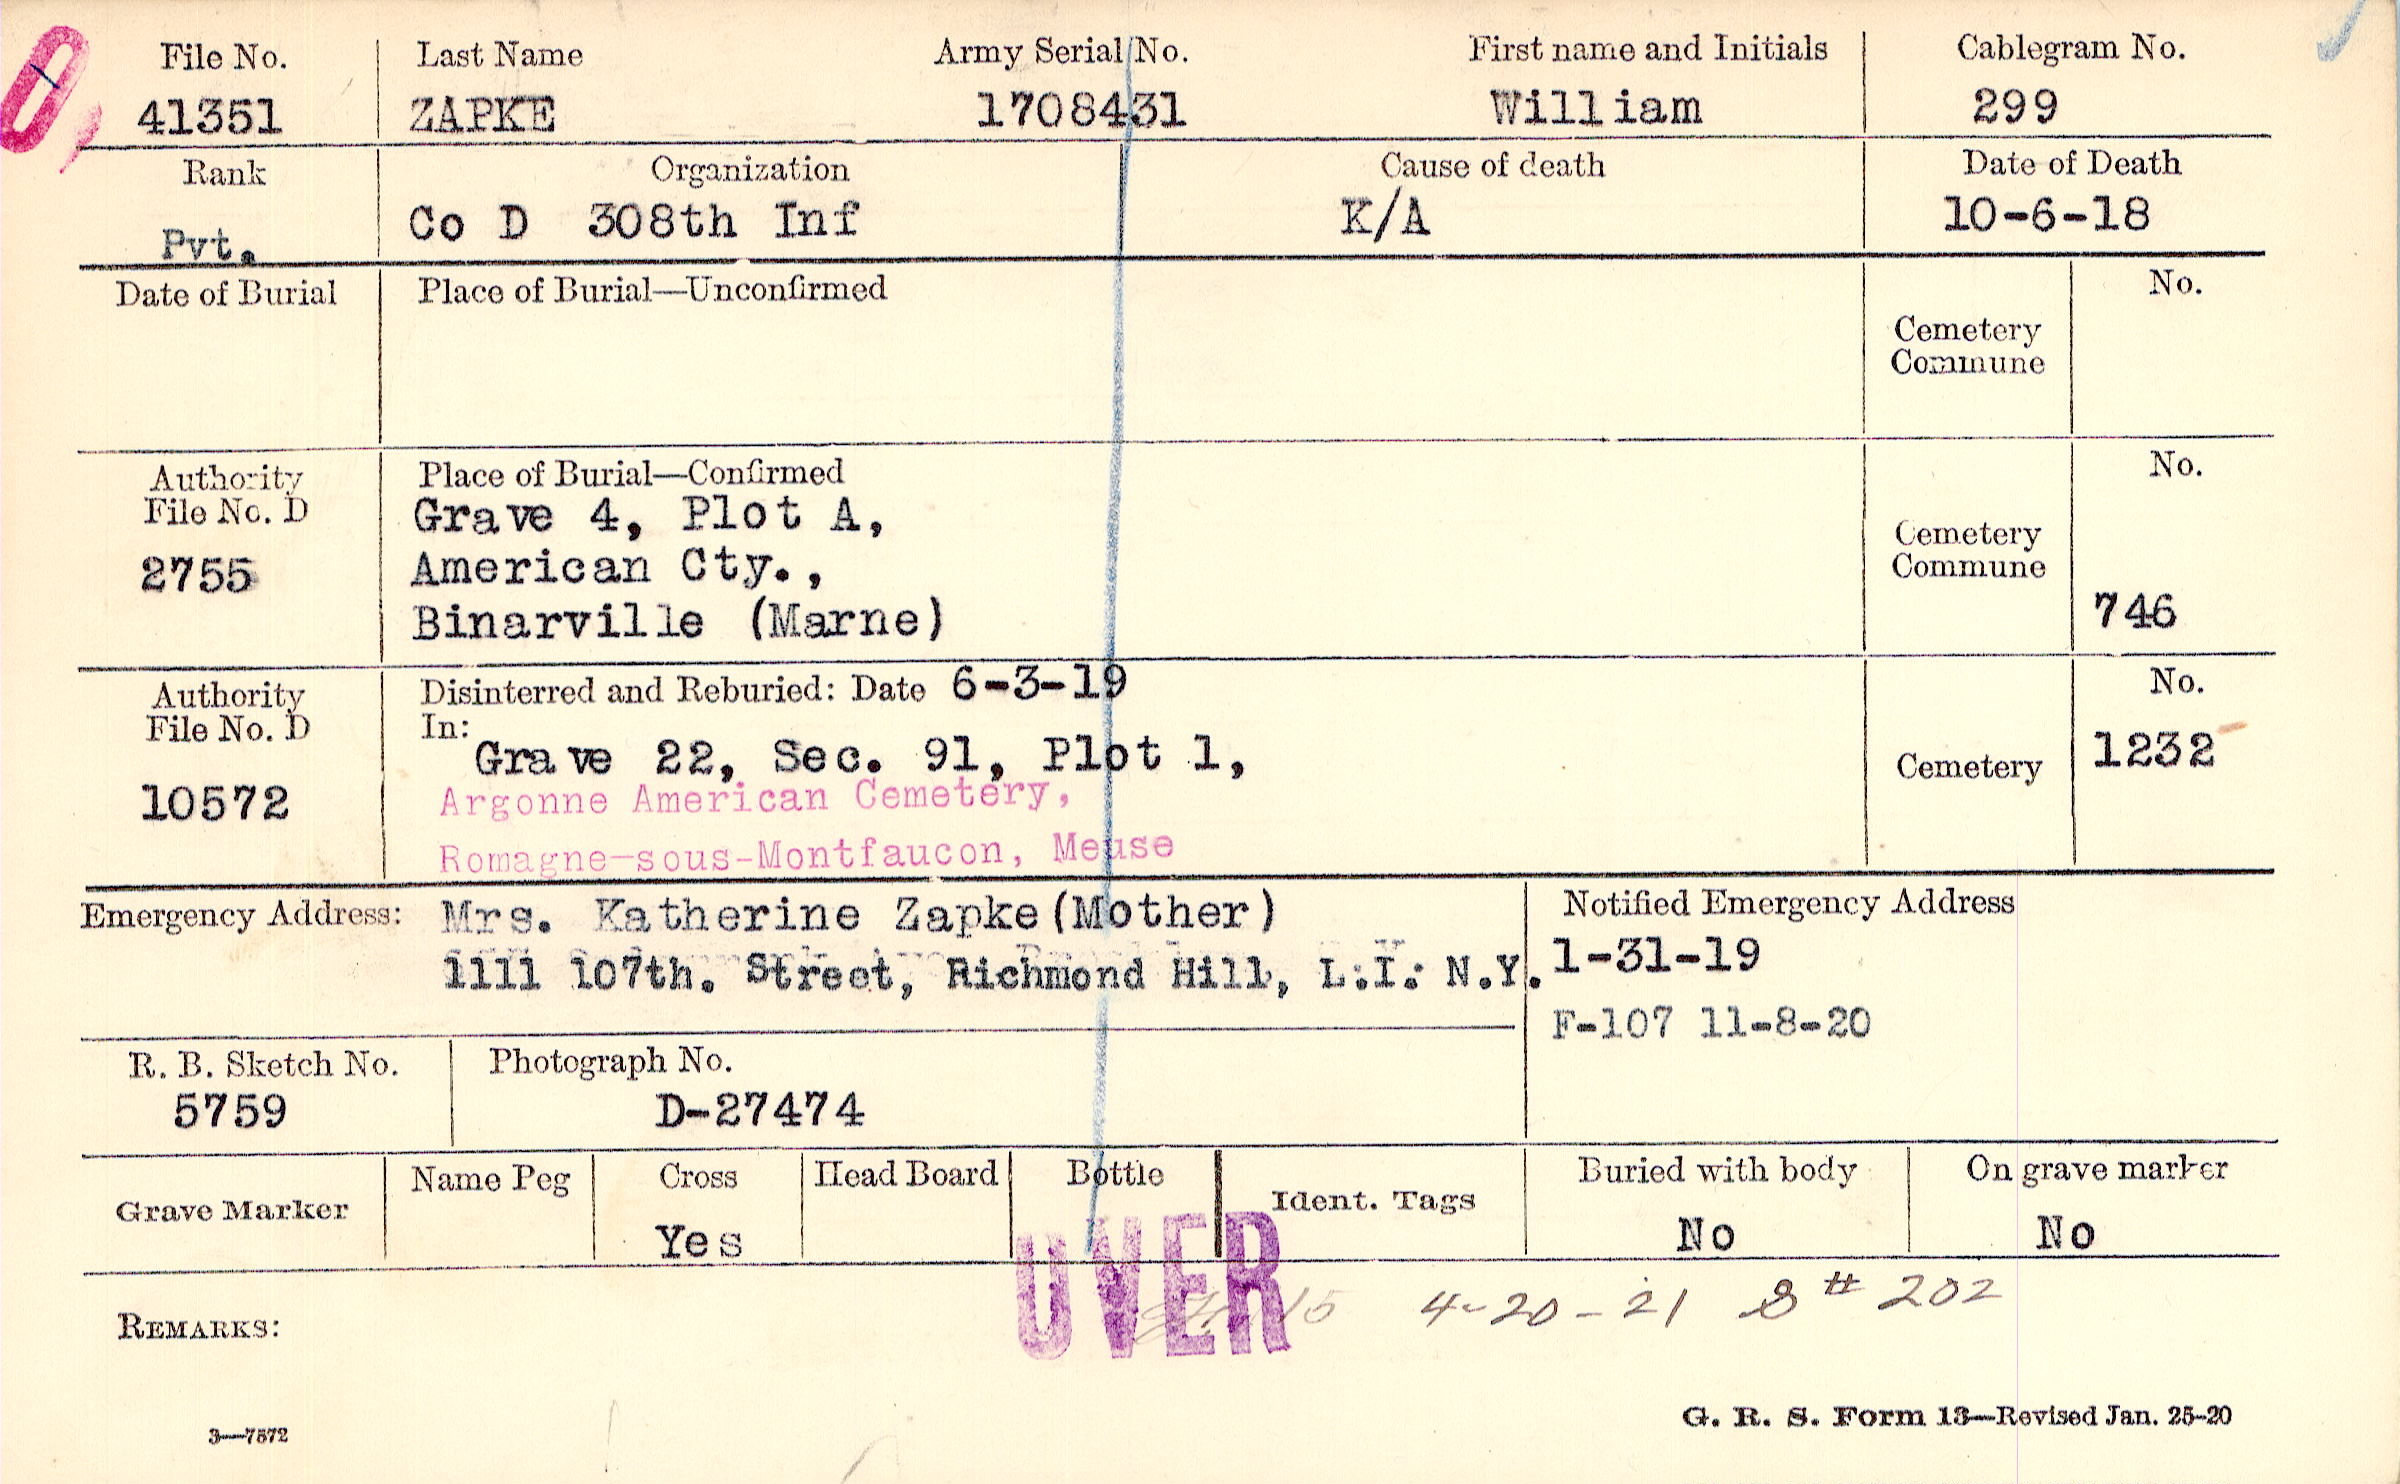 File No. Last Name Army Serial No. First name and Initials Cablegram No.
41351 ZAPKE 1708431 William 299
Rank Organization Cause of death Date of Death
Pvt. Co D 308th Inf K/A 10-6-18
Date of Burial Place of Burial—Unconfirmed No.
Cemetery
Commune
Authority Place of Burial—Confirmed No.
File No. D Grave 4, Plot A,
2755 American Cty., Cemetery
Commune
Binarville (Marne) 746
Authority Disinterred and Reburied: Date 6-3-19 No.
File No. D In:
Grave 22, Sec. 91, Plot 1, Cemetery 1232
10572 Argonne American Cemetery,
Romagne-sous-Montfaucon, Meuse
Emergency Address: Mrs. Katherine Zapke (Mother) Notified Emergency Address
1111 107th. Street, Richmond Hill, L.I. N.Y. 1-31-19
F-107 11-8-20
R. B. Sketch No. Photograph No.
5759 D-27474
Grave Marker Name Peg Cross Head Board Bottle Ident. Tags Buried with body On grave marker
Yes No No
OVER
4-20-21 S # 202
REMARKS:
3—7572 G. R. S. Form 13—Revised Jan. 25-20